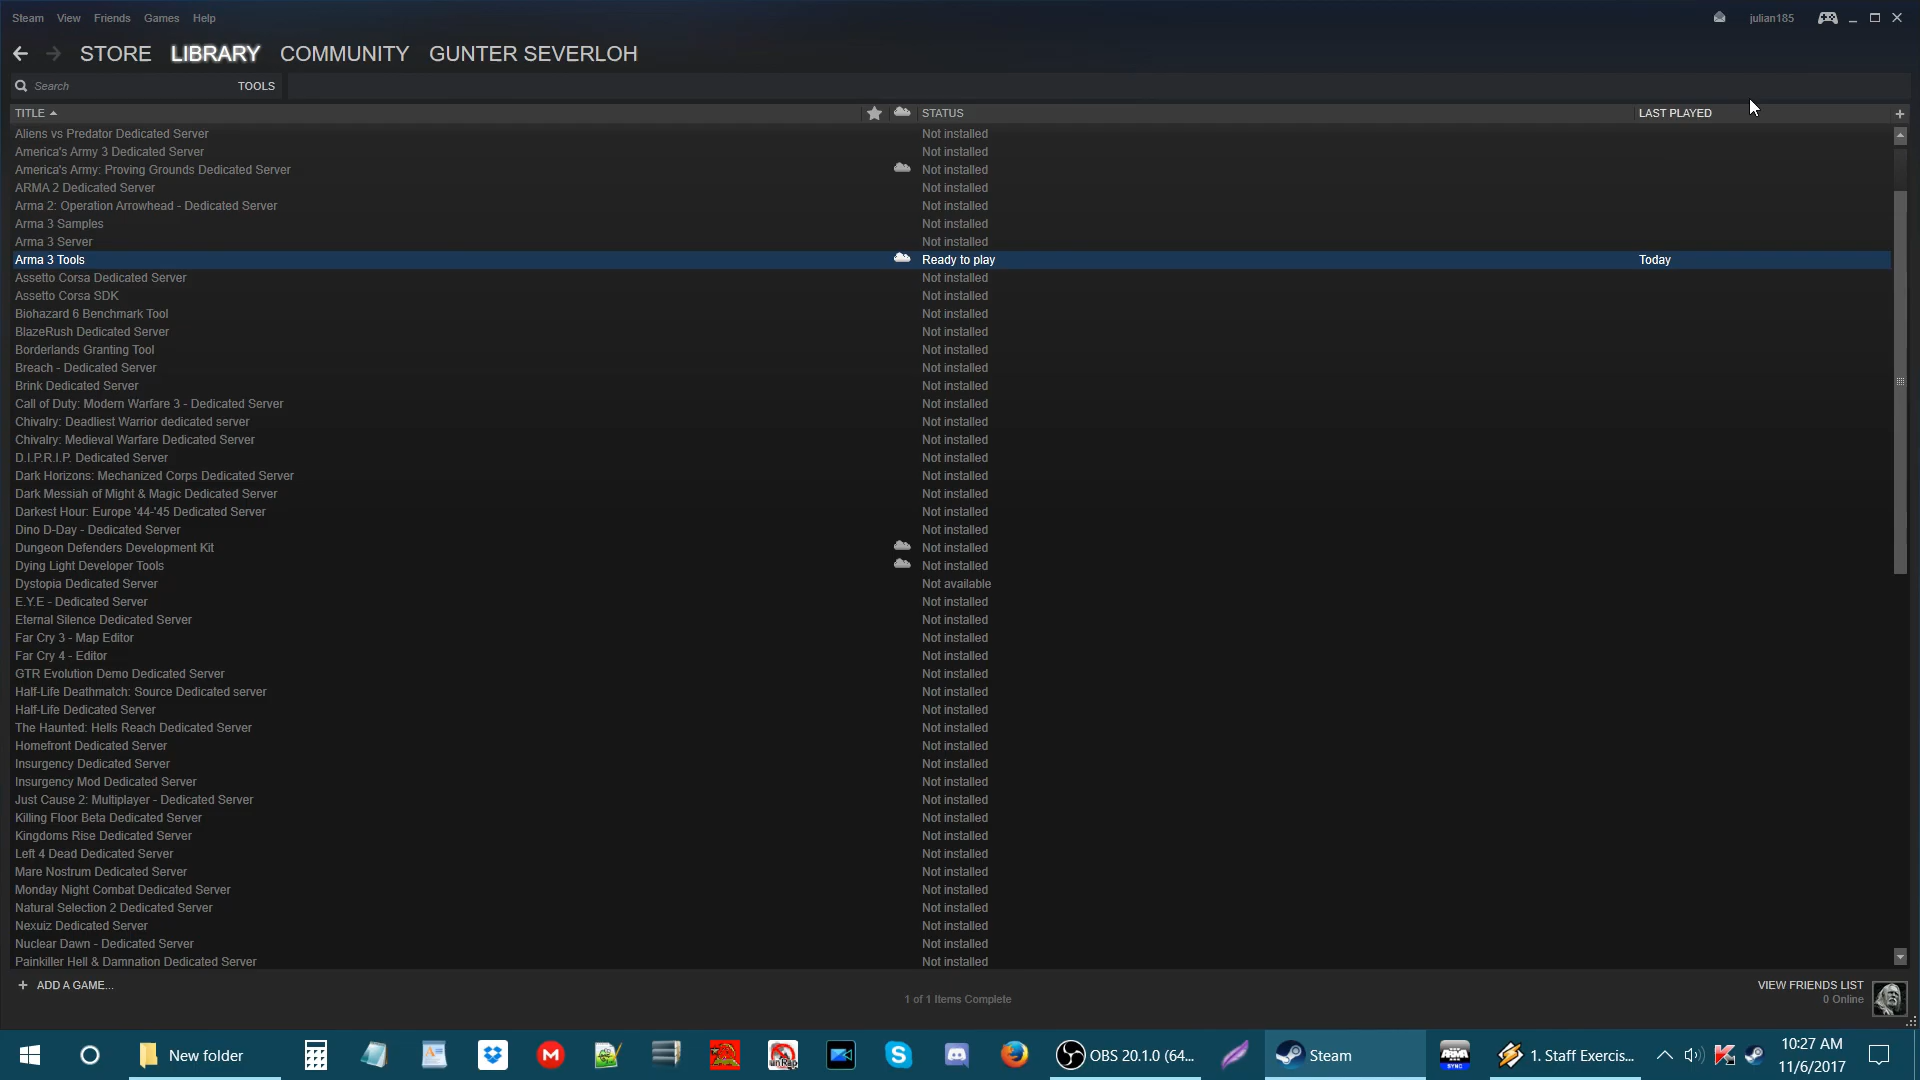 Steam View Friends Games Help julian185
STORE LIBRARY COMMUNITY GUNTER SEVERLOH
Search TOOLS
TITLE STATUS LAST PLAYED
Aliens vs Predator Dedicated Server Not installed
America's Army 3 Dedicated Server Not installed
America's Army: Proving Grounds Dedicated Server Not installed
ARMA 2 Dedicated Server Not installed
Arma 2: Operation Arrowhead - Dedicated Server Not installed
Arma 3 Samples Not installed
Arma 3 Server Not installed
Arma 3 Tools Ready to play Today
Assetto Corsa Dedicated Server Not installed
Assetto Corsa SDK Not installed
Biohazard 6 Benchmark Tool Not installed
BlazeRush Dedicated Server Not installed
Borderlands Granting Tool Not installed
Breach - Dedicated Server Not installed
Brink Dedicated Server Not installed
Call of Duty: Modern Warfare 3 - Dedicated Server Not installed
Chivalry: Deadliest Warrior dedicated server Not installed
Chivalry: Medieval Warfare Dedicated Server Not installed
D.I.P.R.I.P. Dedicated Server Not installed
Dark Horizons: Mechanized Corps Dedicated Server Not installed
Dark Messiah of Might & Magic Dedicated Server Not installed
Darkest Hour: Europe '44-'45 Dedicated Server Not installed
Dino D-Day - Dedicated Server Not installed
Dungeon Defenders Development Kit Not installed
Dying Light Developer Tools Not installed
Dystopia Dedicated Server Not available
E.Y.E - Dedicated Server Not installed
Eternal Silence Dedicated Server Not installed
Far Cry 3 - Map Editor Not installed
Far Cry 4 - Editor Not installed
GTR Evolution Demo Dedicated Server Not installed
Half-Life Deathmatch: Source Dedicated server Not installed
Half-Life Dedicated Server Not installed
The Haunted: Hells Reach Dedicated Server Not installed
Homefront Dedicated Server Not installed
Insurgency Dedicated Server Not installed
Insurgency Mod Dedicated Server Not installed
Just Cause 2: Multiplayer - Dedicated Server Not installed
Killing Floor Beta Dedicated Server Not installed
Kingdoms Rise Dedicated Server Not installed
Left 4 Dead Dedicated Server Not installed
Mare Nostrum Dedicated Server Not installed
Monday Night Combat Dedicated Server Not installed
Natural Selection 2 Dedicated Server Not installed
Nexuiz Dedicated Server Not installed
Nuclear Dawn - Dedicated Server Not installed
Painkiller Hell & Damnation Dedicated Server Not installed
+ ADD A GAME... VIEW FRIENDS LIST
1 of 1 Items Complete 0 Online
New folder OBS 20.1.0 (64... Steam ARMA SYNC 1. Staff Exercis... 10:27 AM
11/6/2017